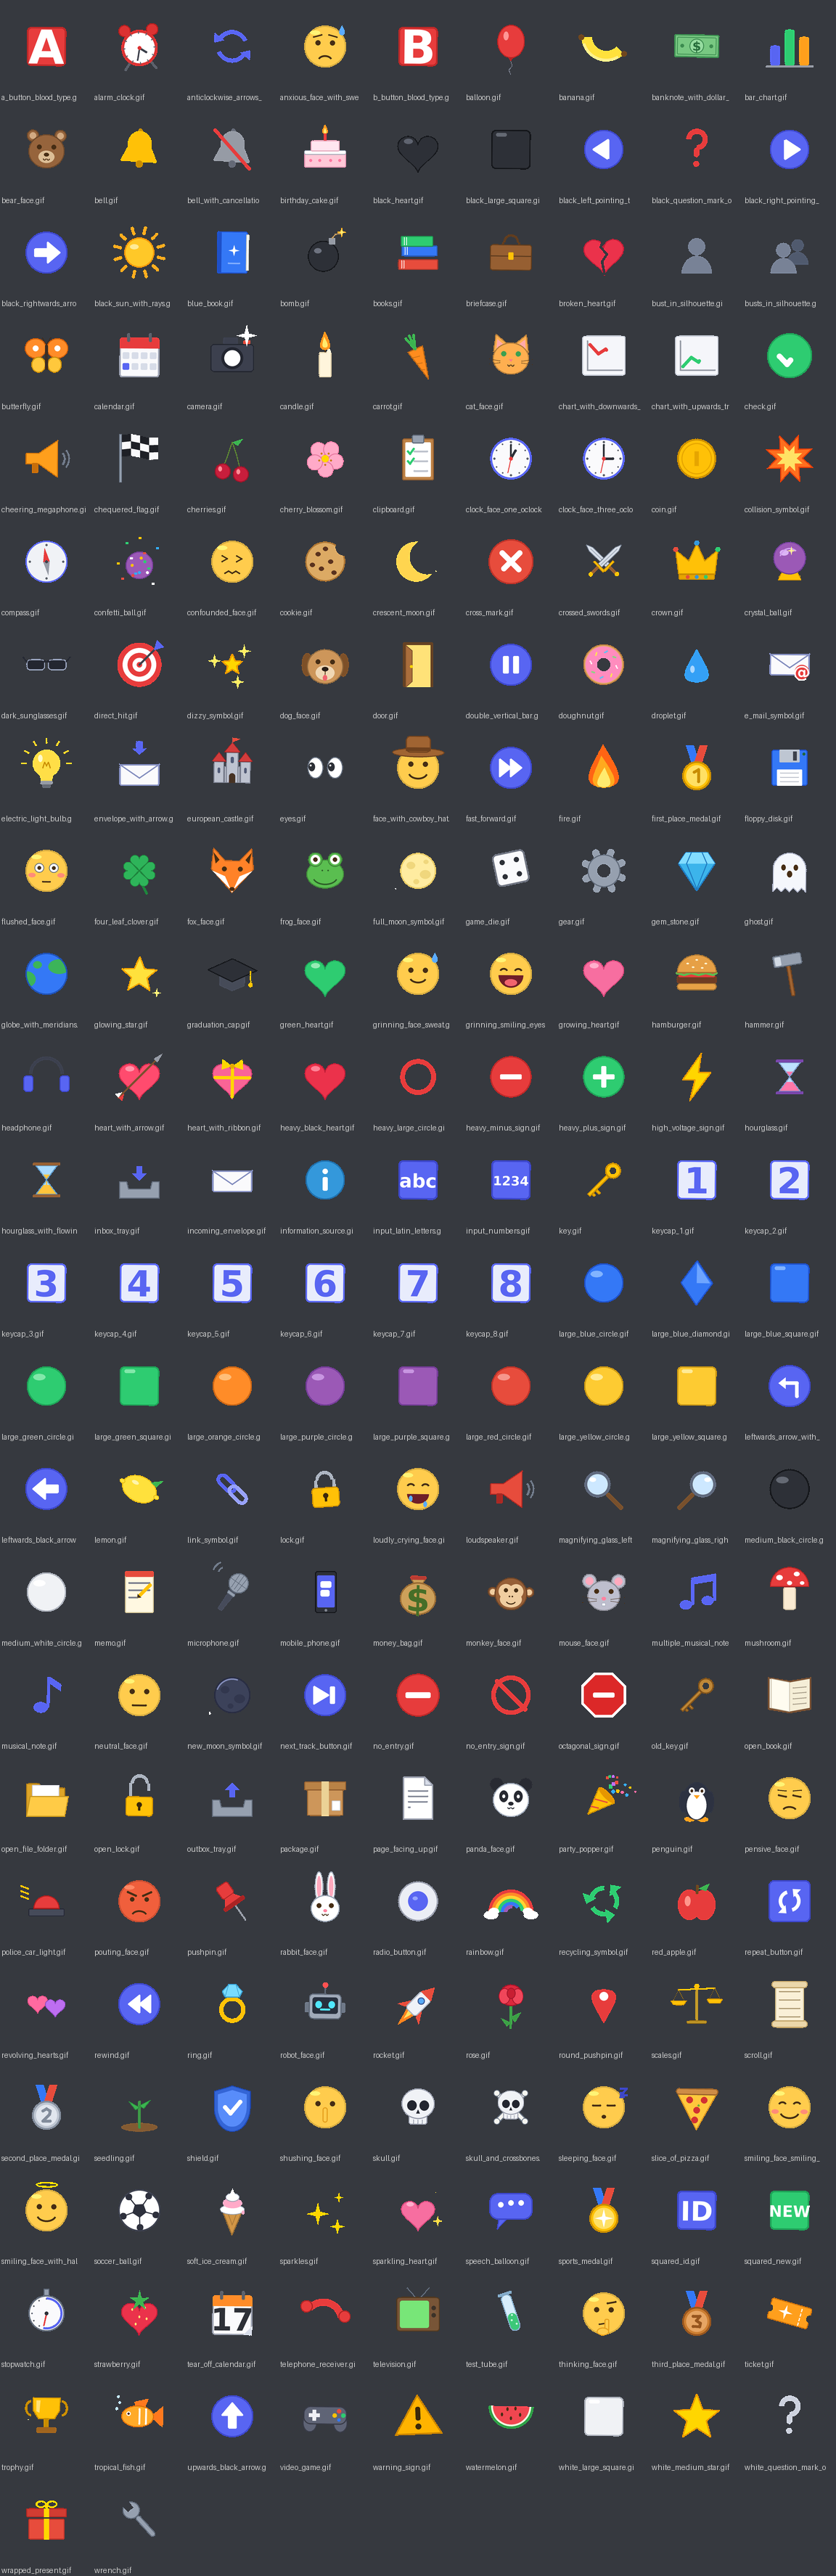 A B
a_button_blood_type.g alarm_clock.gif anticlockwise_arrows_ anxious_face_with_swe b_button_blood_type.g balloon.gif banana.gif banknote_with_dollar_ bar_chart.gif
bear_face.gif bell.gif bell_with_cancellatio birthday_cake.gif black_heart.gif black_large_square.gi black_left_pointing_t black_question_mark_o black_right_pointing_
black_rightwards_arro black_sun_with_rays.g blue_book.gif bomb.gif books.gif briefcase.gif broken_heart.gif bust_in_silhouette.gi busts_in_silhouette.g
butterfly.gif calendar.gif camera.gif candle.gif carrot.gif cat_face.gif chart_with_downwards_ chart_with_upwards_tr check.gif
cheering_megaphone.gi chequered_flag.gif cherries.gif cherry_blossom.gif clipboard.gif clock_face_one_oclock clock_face_three_oclo coin.gif collision_symbol.gif
compass.gif confetti_ball.gif confounded_face.gif cookie.gif crescent_moon.gif cross_mark.gif crossed_swords.gif crown.gif crystal_ball.gif
@
dark_sunglasses.gif direct_hit.gif dizzy_symbol.gif dog_face.gif door.gif double_vertical_bar.g doughnut.gif droplet.gif e_mail_symbol.gif
1
electric_light_bulb.g envelope_with_arrow.g european_castle.gif eyes.gif face_with_cowboy_hat. fast_forward.gif fire.gif first_place_medal.gif floppy_disk.gif
flushed_face.gif four_leaf_clover.gif fox_face.gif frog_face.gif full_moon_symbol.gif game_die.gif gear.gif gem_stone.gif ghost.gif
globe_with_meridians. glowing_star.gif graduation_cap.gif green_heart.gif grinning_face_sweat.g grinning_smiling_eyes growing_heart.gif hamburger.gif hammer.gif
headphone.gif heart_with_arrow.gif heart_with_ribbon.gif heavy_black_heart.gif heavy_large_circle.gi heavy_minus_sign.gif heavy_plus_sign.gif high_voltage_sign.gif hourglass.gif
i abc 1234 1 2
hourglass_with_flowin inbox_tray.gif incoming_envelope.gif information_source.gi input_latin_letters.g input_numbers.gif key.gif keycap_1.gif keycap_2.gif
3 4 5 6 7 8
keycap_3.gif keycap_4.gif keycap_5.gif keycap_6.gif keycap_7.gif keycap_8.gif large_blue_circle.gif large_blue_diamond.gi large_blue_square.gif
large_green_circle.gi large_green_square.gi large_orange_circle.g large_purple_circle.g large_purple_square.g large_red_circle.gif large_yellow_circle.g large_yellow_square.g leftwards_arrow_with_
leftwards_black_arrow lemon.gif link_symbol.gif lock.gif loudly_crying_face.gi loudspeaker.gif magnifying_glass_left magnifying_glass_righ medium_black_circle.g
$
medium_white_circle.g memo.gif microphone.gif mobile_phone.gif money_bag.gif monkey_face.gif mouse_face.gif multiple_musical_note mushroom.gif
musical_note.gif neutral_face.gif new_moon_symbol.gif next_track_button.gif no_entry.gif no_entry_sign.gif octagonal_sign.gif old_key.gif open_book.gif
open_file_folder.gif open_lock.gif outbox_tray.gif package.gif page_facing_up.gif panda_face.gif party_popper.gif penguin.gif pensive_face.gif
police_car_light.gif pouting_face.gif pushpin.gif rabbit_face.gif radio_button.gif rainbow.gif recycling_symbol.gif red_apple.gif repeat_button.gif
revolving_hearts.gif rewind.gif ring.gif robot_face.gif rocket.gif rose.gif round_pushpin.gif scales.gif scroll.gif
2 Z
second_place_medal.gi seedling.gif shield.gif shushing_face.gif skull.gif skull_and_crossbones. sleeping_face.gif slice_of_pizza.gif smiling_face_smiling_
ID NEW
smiling_face_with_hal soccer_ball.gif soft_ice_cream.gif sparkles.gif sparkling_heart.gif speech_balloon.gif sports_medal.gif squared_id.gif squared_new.gif
17 3
stopwatch.gif strawberry.gif tear_off_calendar.gif telephone_receiver.gi television.gif test_tube.gif thinking_face.gif third_place_medal.gif ticket.gif
trophy.gif tropical_fish.gif upwards_black_arrow.g video_game.gif warning_sign.gif watermelon.gif white_large_square.gi white_medium_star.gif white_question_mark_o
wrapped_present.gif wrench.gif